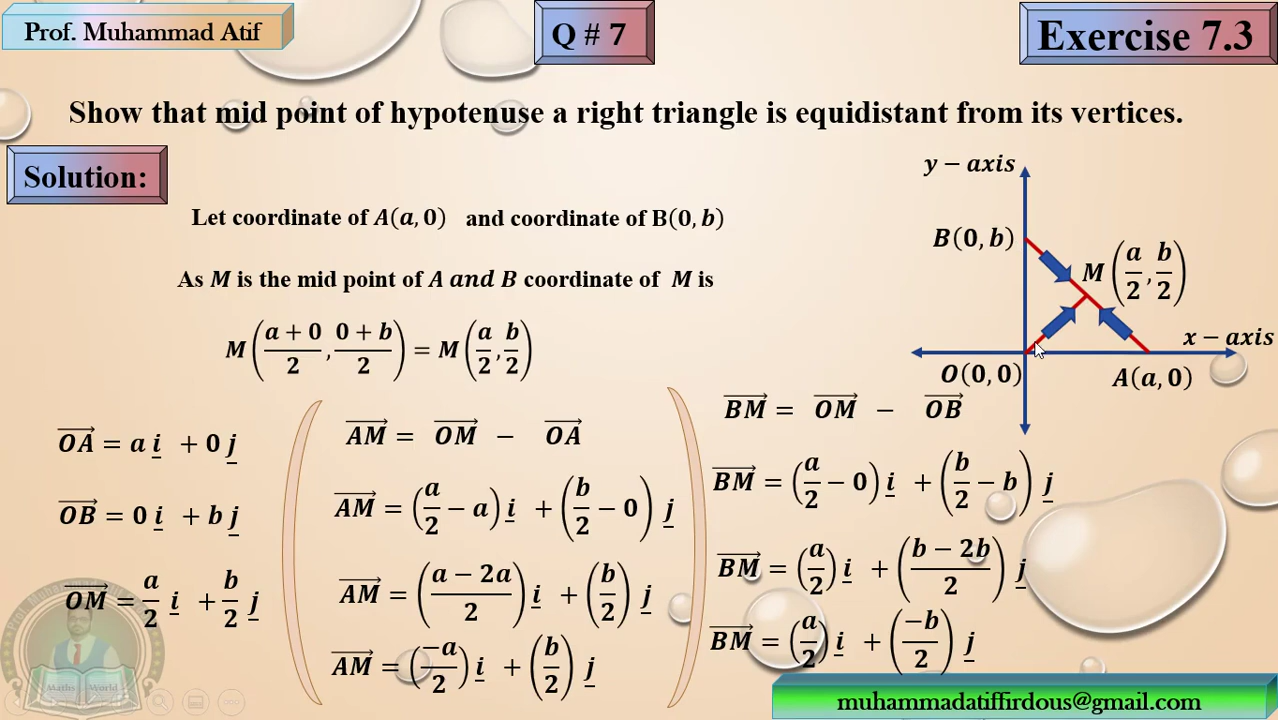 Prof. Muhammad Atif
Q # 7
Exercise 7.3
Show that mid point of hypotenuse a right triangle is equidistant from its vertices.
Solution:
Let coordinate of A(a, 0) and coordinate of B(0, b)
As M is the mid point of A and B coordinate of M is
M((a + 0)/2, (0 + b)/2) = M(a/2, b/2)
y − axis
B(0, b)
M(a/2, b/2)
x − axis
O(0, 0)
A(a, 0)
OA⃗ = a i̲ + 0 j̲
OB⃗ = 0 i̲ + b j̲
OM⃗ = a/2 i̲ + b/2 j̲
AM⃗ = OM⃗ − OA⃗
AM⃗ = (a/2 − a) i̲ + (b/2 − 0) j̲
AM⃗ = ((a − 2a)/2) i̲ + (b/2) j̲
AM⃗ = (−a/2) i̲ + (b/2) j̲
BM⃗ = OM⃗ − OB⃗
BM⃗ = (a/2 − 0) i̲ + (b/2 − b) j̲
BM⃗ = (a/2) i̲ + ((b − 2b)/2) j̲
BM⃗ = (a/2) i̲ + (−b/2) j̲
Maths World
muhammadatiffirdous@gmail.com